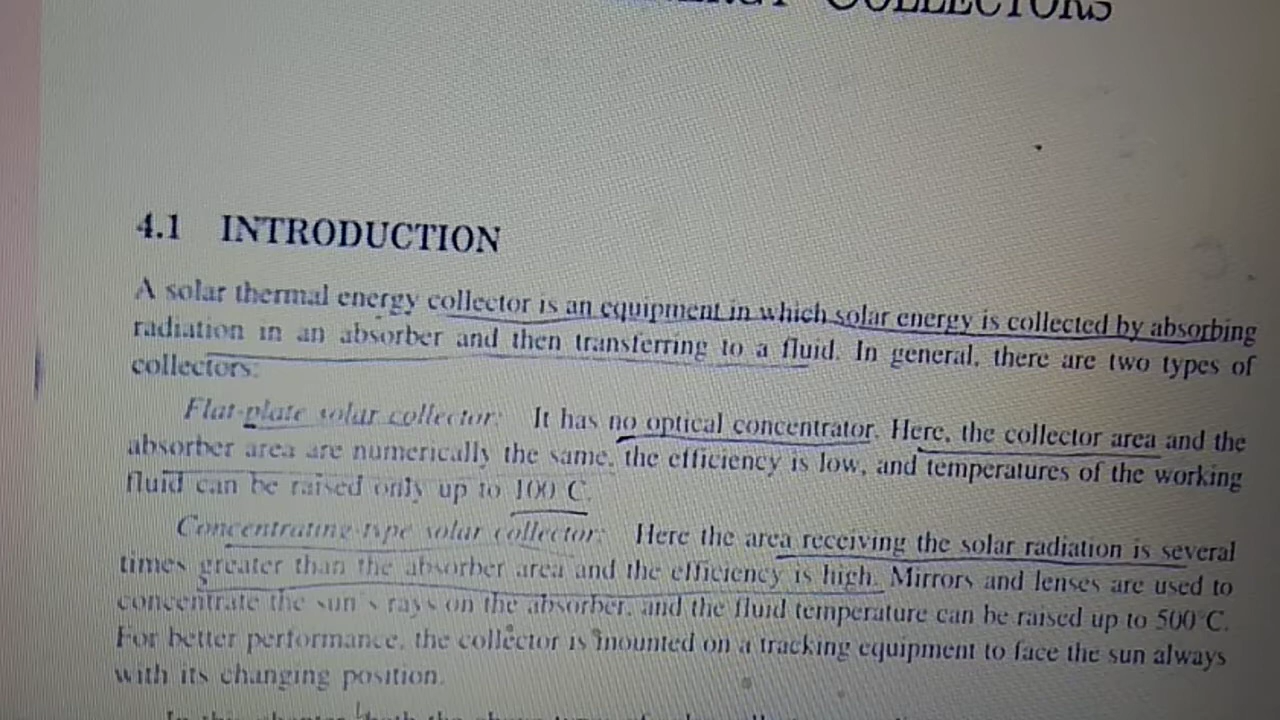 COLLECTORS
4.1 INTRODUCTION
A solar thermal energy collector is an equipment in which solar energy is collected by absorbing
radiation in an absorber and then transferring to a fluid. In general, there are two types of
collectors:
Flat-plate solar collector: It has no optical concentrator. Here, the collector area and the
absorber area are numerically the same, the efficiency is low, and temperatures of the working
fluid can be raised only up to 100°C.
Concentrating-type solar collector: Here the area receiving the solar radiation is several
times greater than the absorber area and the efficiency is high. Mirrors and lenses are used to
concentrate the sun's rays on the absorber, and the fluid temperature can be raised up to 500°C.
For better performance, the collector is mounted on a tracking equipment to face the sun always
with its changing position.